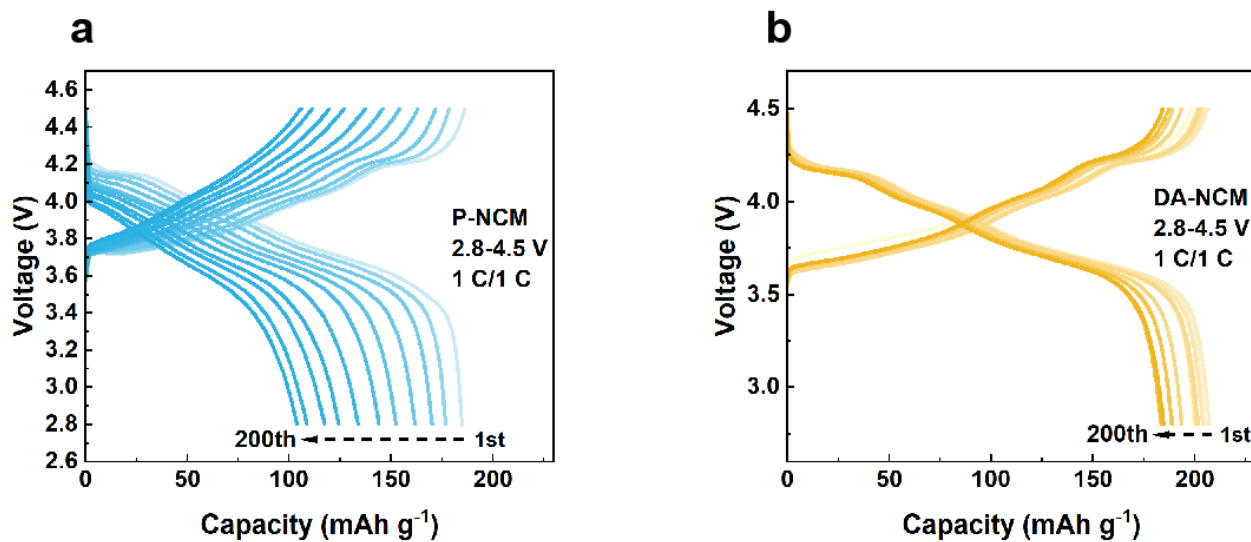 a
4.6
4.4
4.2
4.0
3.8
3.6
3.4
3.2
3.0
2.8
2.6
Voltage (V)
P-NCM
2.8-4.5 V
1 C/1 C
200th
1st
0
50
100
150
200
Capacity (mAh g⁻¹)
b
4.5
4.0
3.5
3.0
Voltage (V)
DA-NCM
2.8-4.5 V
1 C/1 C
200th
1st
0
50
100
150
200
Capacity (mAh g⁻¹)